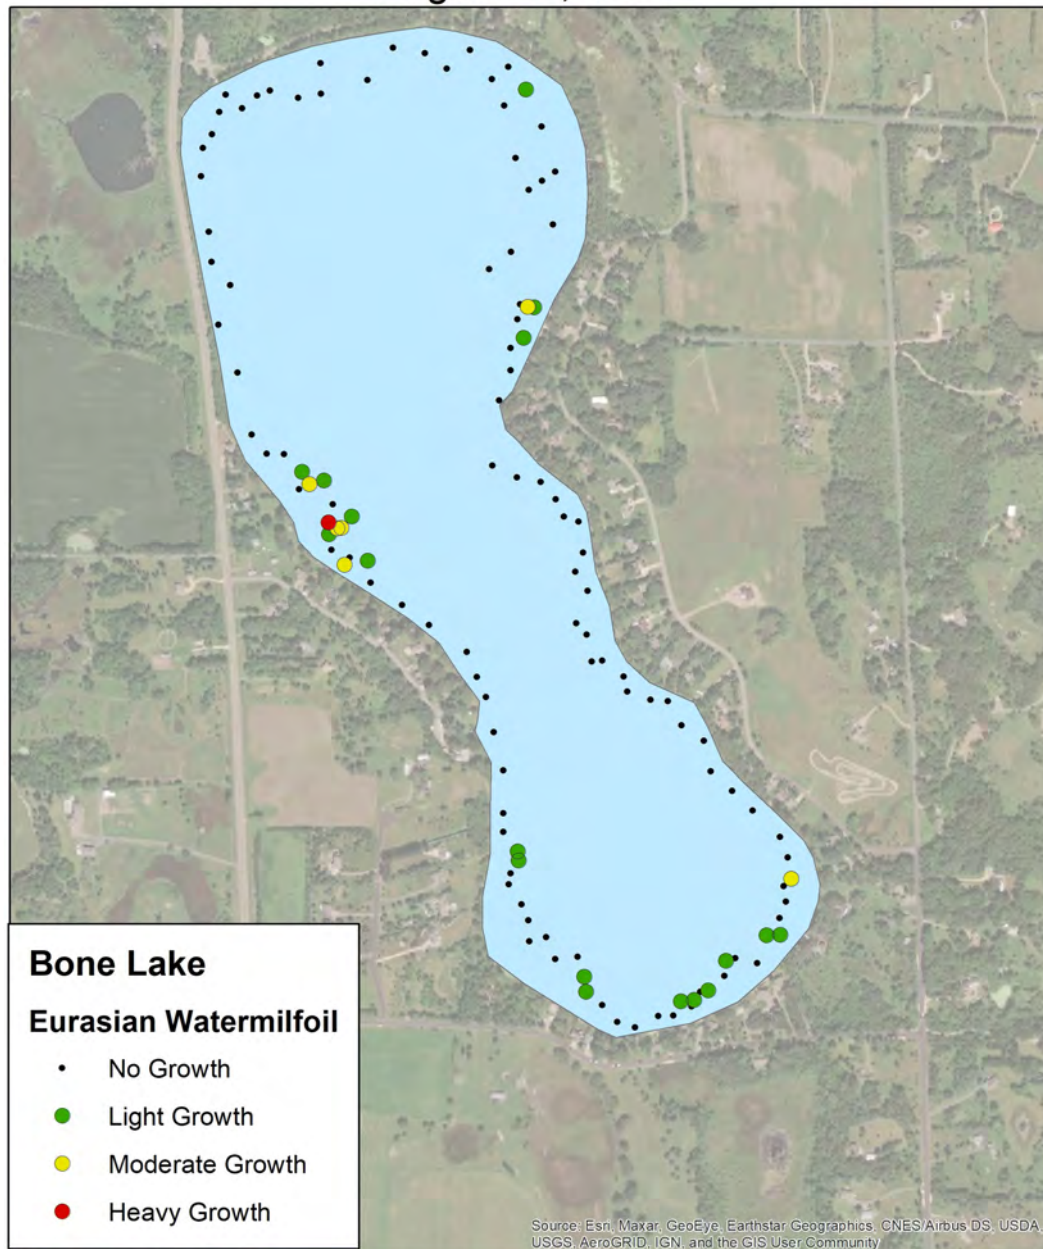 Bone Lake
Eurasian Watermilfoil
No Growth
Light Growth
Moderate Growth
Heavy Growth
Source: Esri, Maxar, GeoEye, Earthstar Geographics, CNES/Airbus DS, USDA,
USGS, AeroGRID, IGN, and the GIS User Community